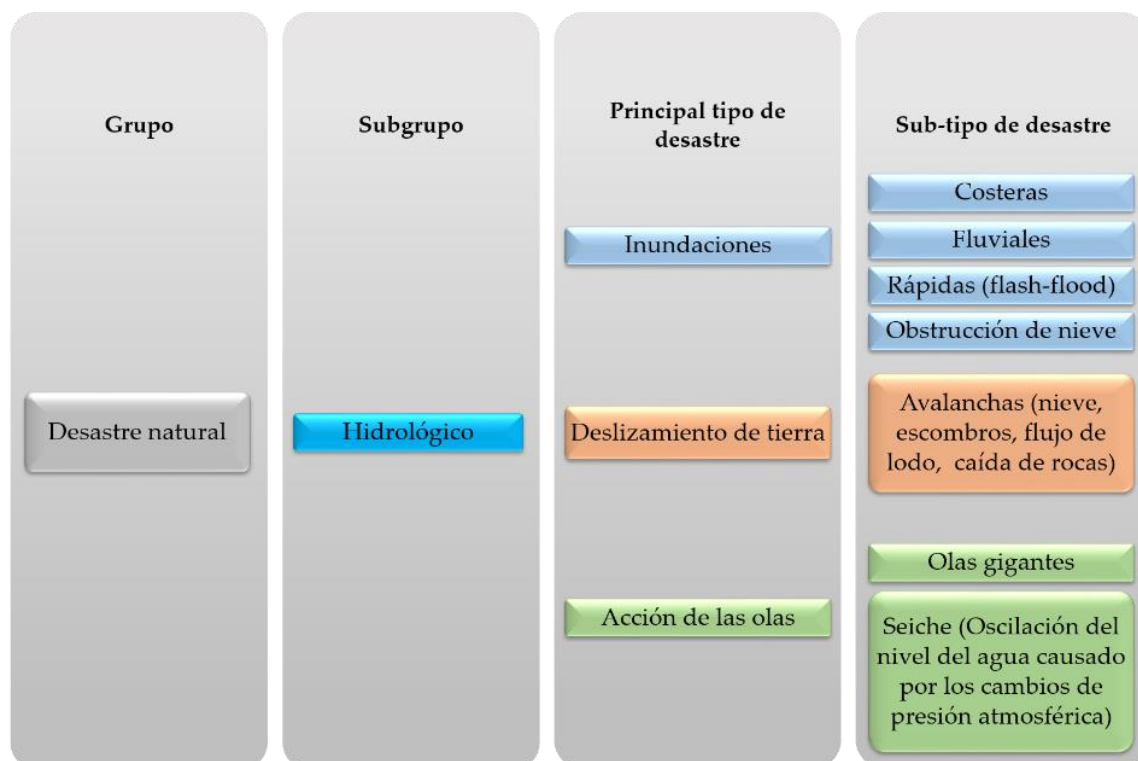 Grupo
Subgrupo
Principal tipo de
desastre
Sub-tipo de desastre
Desastre natural
Hidrológico
Inundaciones
Deslizamiento de tierra
Acción de las olas
Costeras
Fluviales
Rápidas (flash-flood)
Obstrucción de nieve
Avalanchas (nieve,
escombros, flujo de
lodo, caída de rocas)
Olas gigantes
Seiche (Oscilación del
nivel del agua causado
por los cambios de
presión atmosférica)